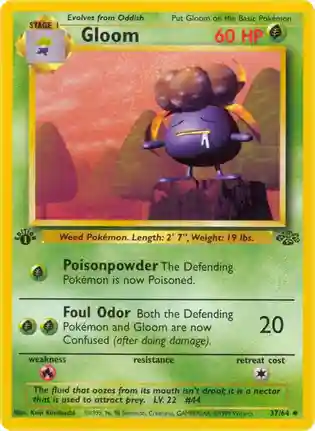 STAGE 1
Evolves from Oddish
Put Gloom on the Basic Pokémon
Gloom
60 HP
EDITION
1
Weed Pokémon. Length: 2' 7", Weight: 19 lbs.
Poisonpowder The Defending
Pokémon is now Poisoned.
Foul Odor Both the Defending
Pokémon and Gloom are now
Confused (after doing damage).
20
weakness
resistance
retreat cost
The fluid that oozes from its mouth isn't drool; it is a nectar
that is used to attract prey. LV. 22 #44
37/64